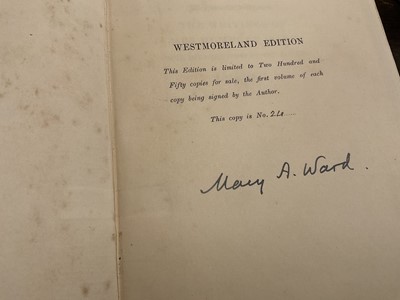 WESTMORELAND EDITION
This Edition is limited to Two Hundred and
Fifty copies for sale, the first volume of each
copy being signed by the Author.
This copy is No.
Mary A. Ward.